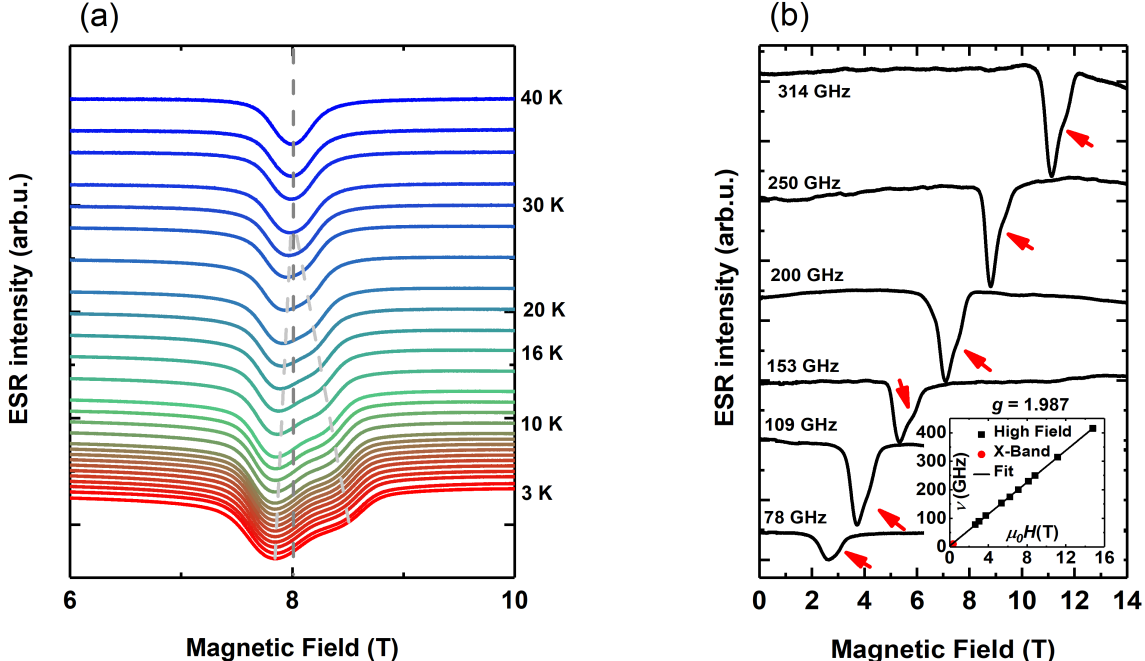 (a)
40 K
30 K
20 K
16 K
10 K
3 K
ESR intensity (arb.u.)
6
8
10
Magnetic Field (T)
(b)
314 GHz
250 GHz
200 GHz
153 GHz
109 GHz
78 GHz
ESR intensity (arb.u.)
g = 1.987
High Field
X-Band
Fit
400
300
200
100
0
ν (GHz)
0 4 8 12 16
μ₀H(T)
0 2 4 6 8 10 12 14
Magnetic Field (T)